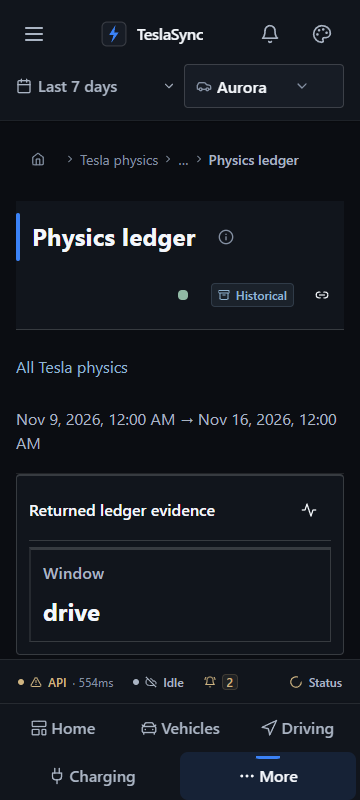 TeslaSync
Last 7 days
Aurora
Tesla physics
...
Physics ledger
Physics ledger
Historical
All Tesla physics
Nov 9, 2026, 12:00 AM → Nov 16, 2026, 12:00
AM
Returned ledger evidence
Window
drive
API · 554ms
Idle
2
Status
Home
Vehicles
Driving
Charging
More